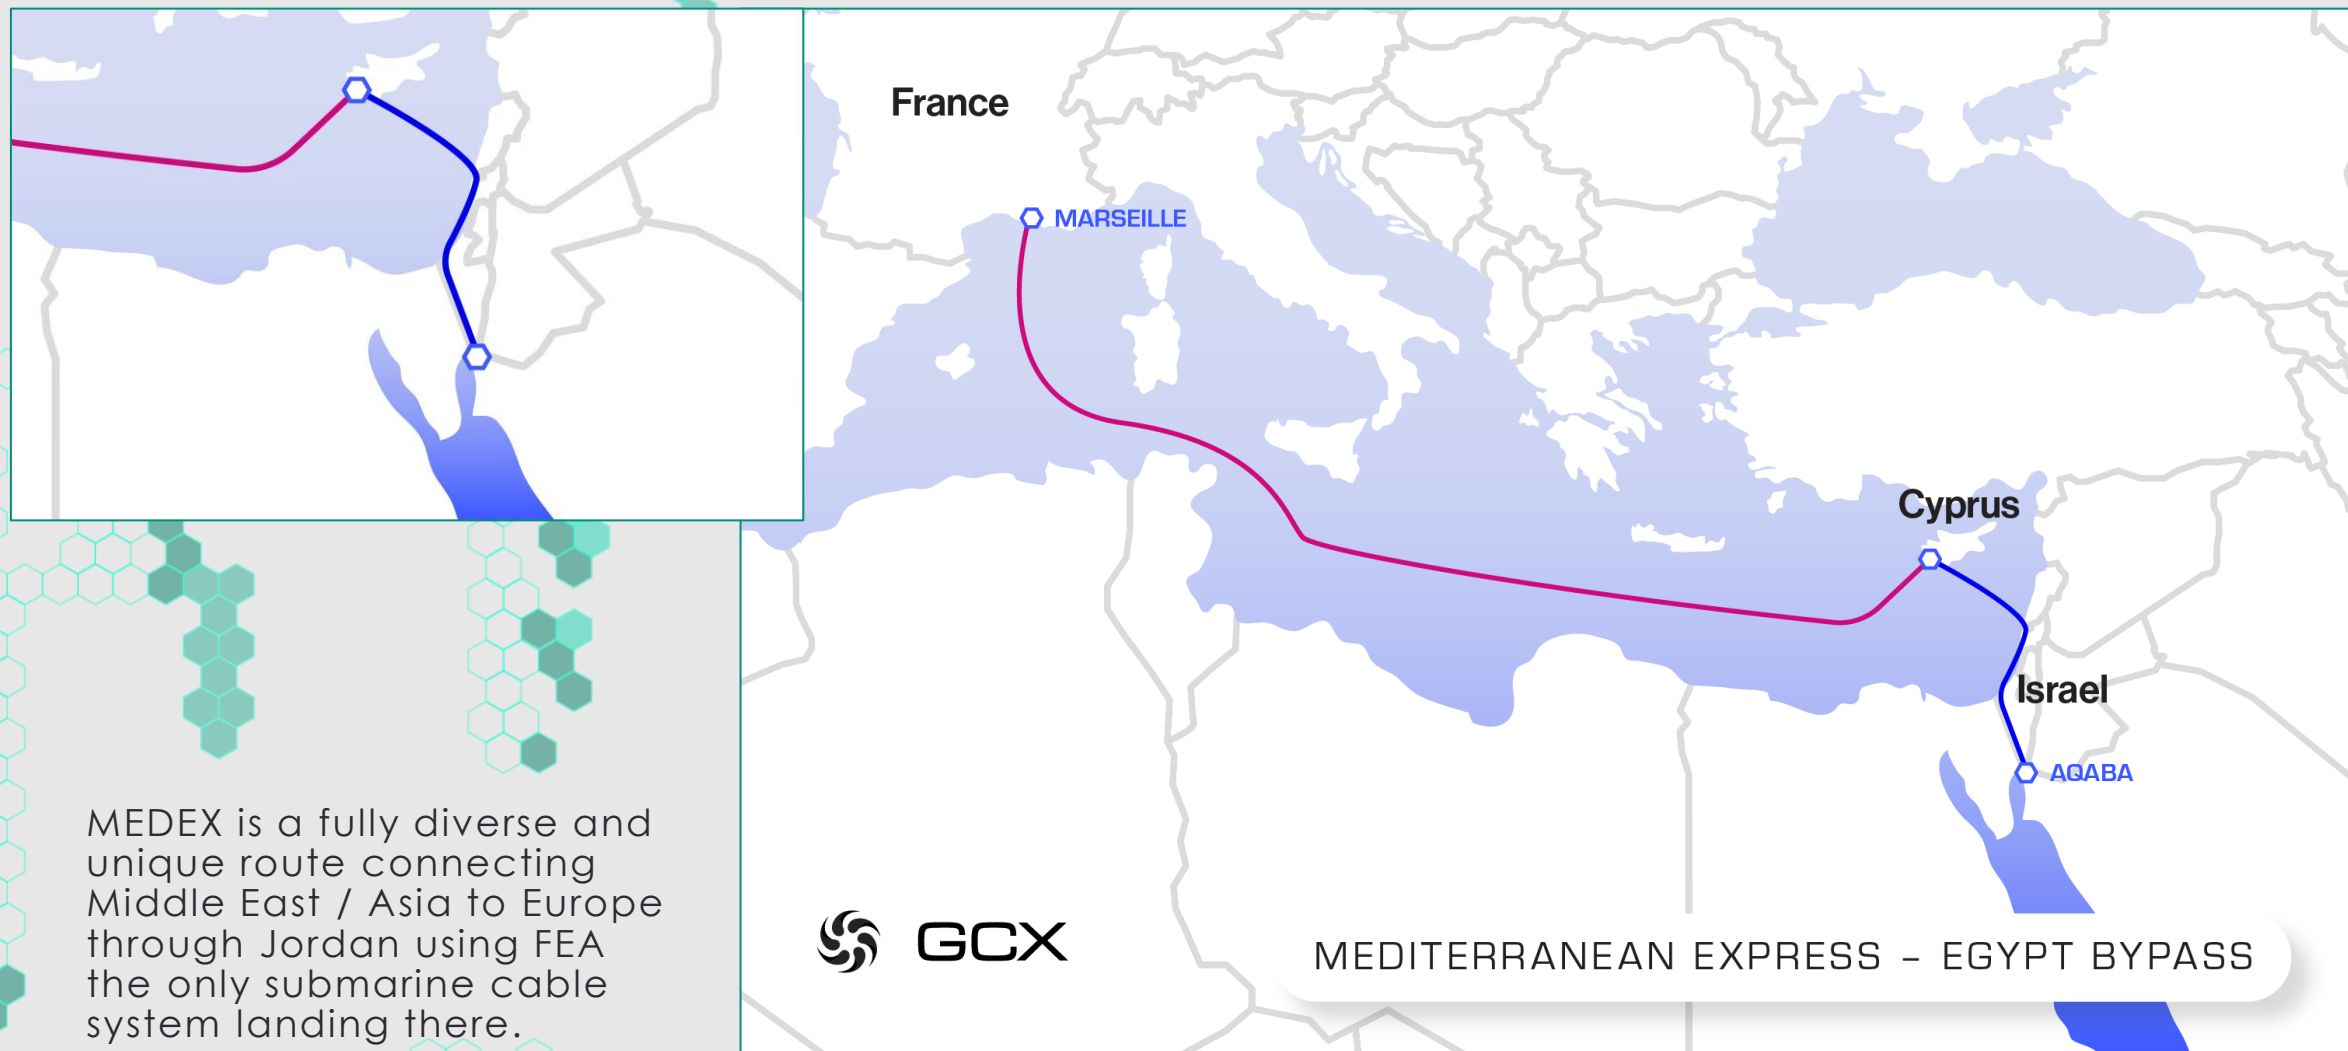 France
MARSEILLE
Cyprus
Israel
AQABA
MEDEX is a fully diverse and
unique route connecting
Middle East / Asia to Europe
through Jordan using FEA
the only submarine cable
system landing there.
GCX
MEDITERRANEAN EXPRESS – EGYPT BYPASS